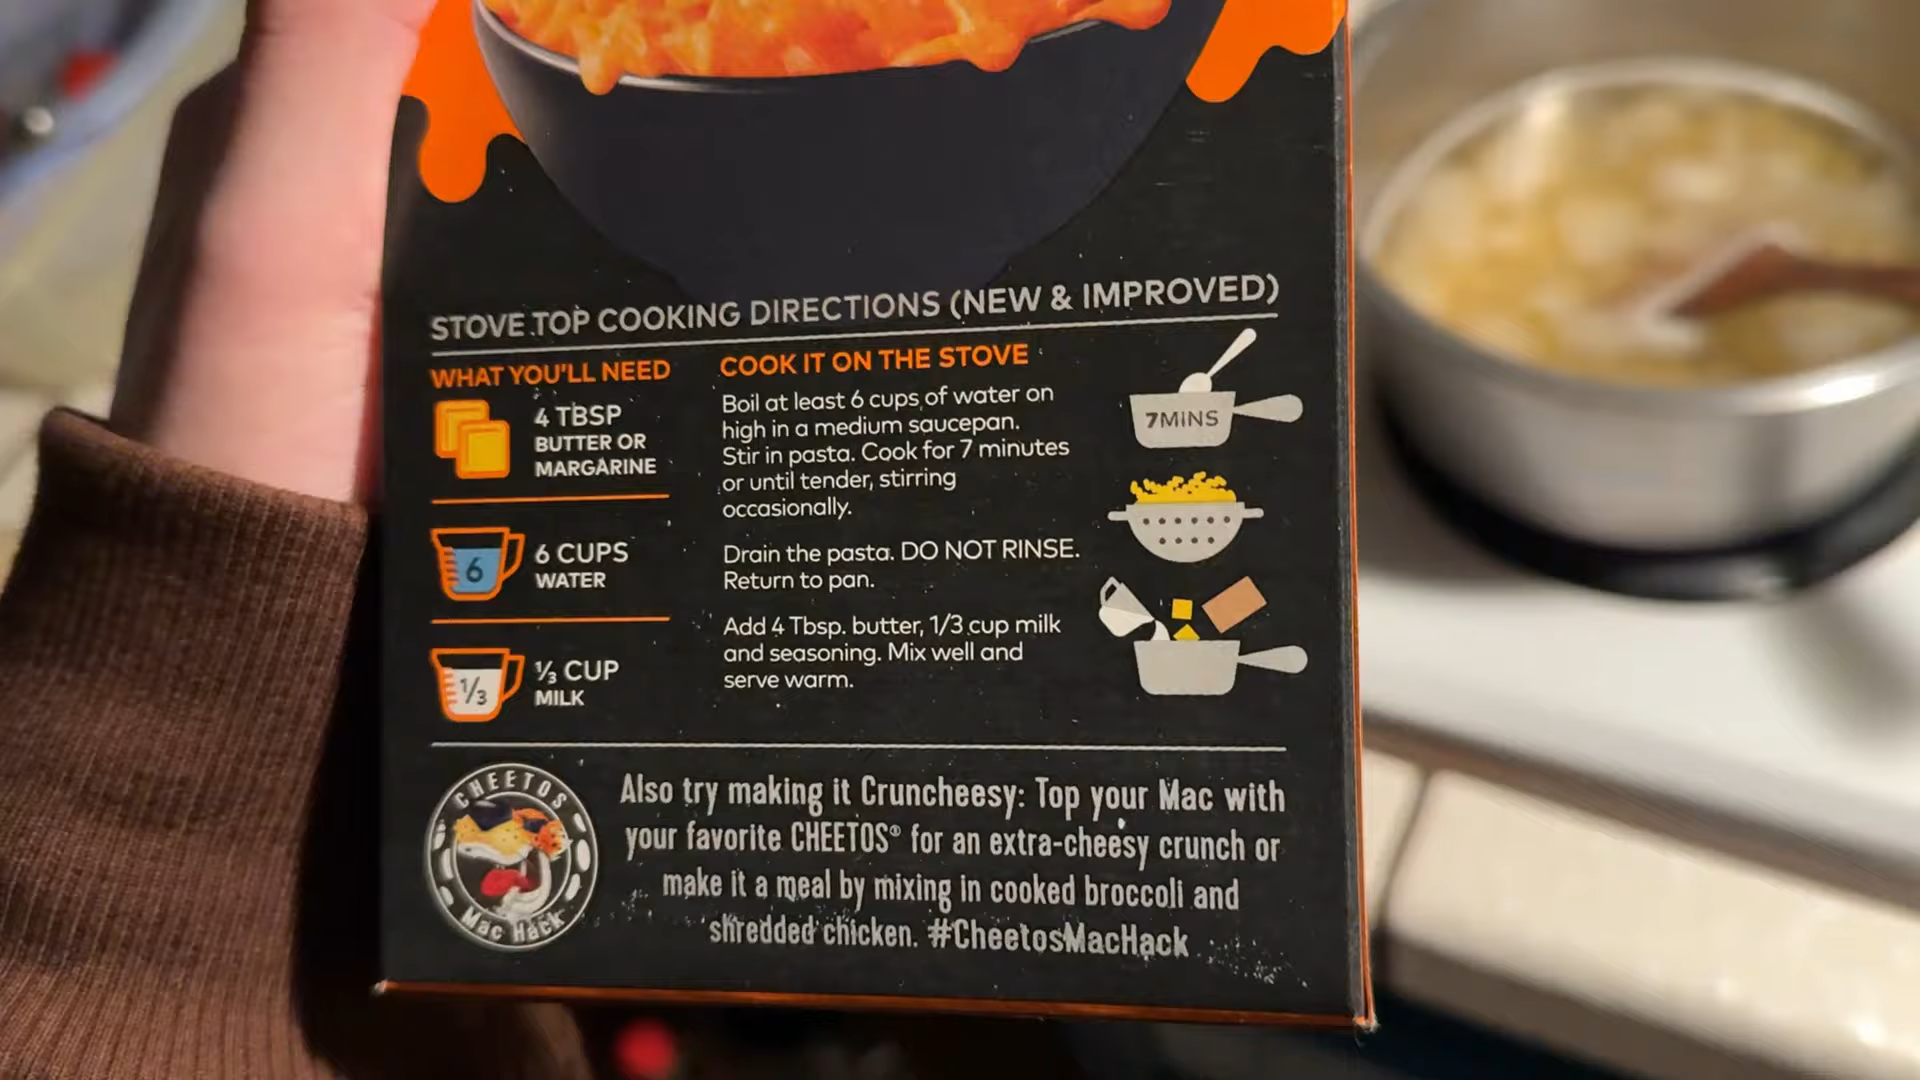 STOVE TOP COOKING DIRECTIONS (NEW & IMPROVED)
WHAT YOU'LL NEED
4 TBSP
BUTTER OR
MARGARINE
6
6 CUPS
WATER
1/3
⅓ CUP
MILK
COOK IT ON THE STOVE
Boil at least 6 cups of water on
high in a medium saucepan.
Stir in pasta. Cook for 7 minutes
or until tender, stirring
occasionally.
Drain the pasta. DO NOT RINSE.
Return to pan.
Add 4 Tbsp. butter, 1/3 cup milk
and seasoning. Mix well and
serve warm.
7MINS
CHEETOS
Mac Hack
Also try making it Cruncheesy: Top your Mac with
your favorite CHEETOS® for an extra-cheesy crunch or
make it a meal by mixing in cooked broccoli and
shredded chicken. #CheetosMacHack